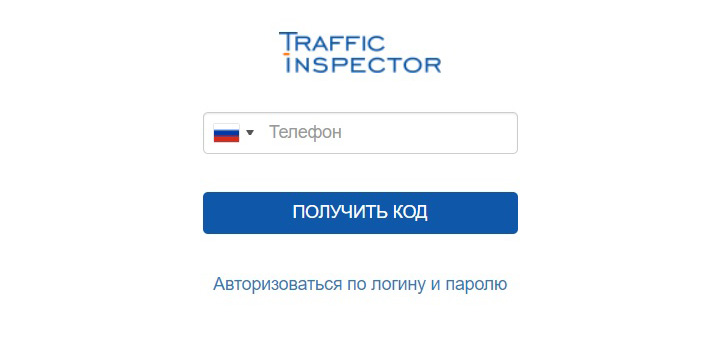 TRAFFIC
INSPECTOR
Телефон
ПОЛУЧИТЬ КОД
Авторизоваться по логину и паролю